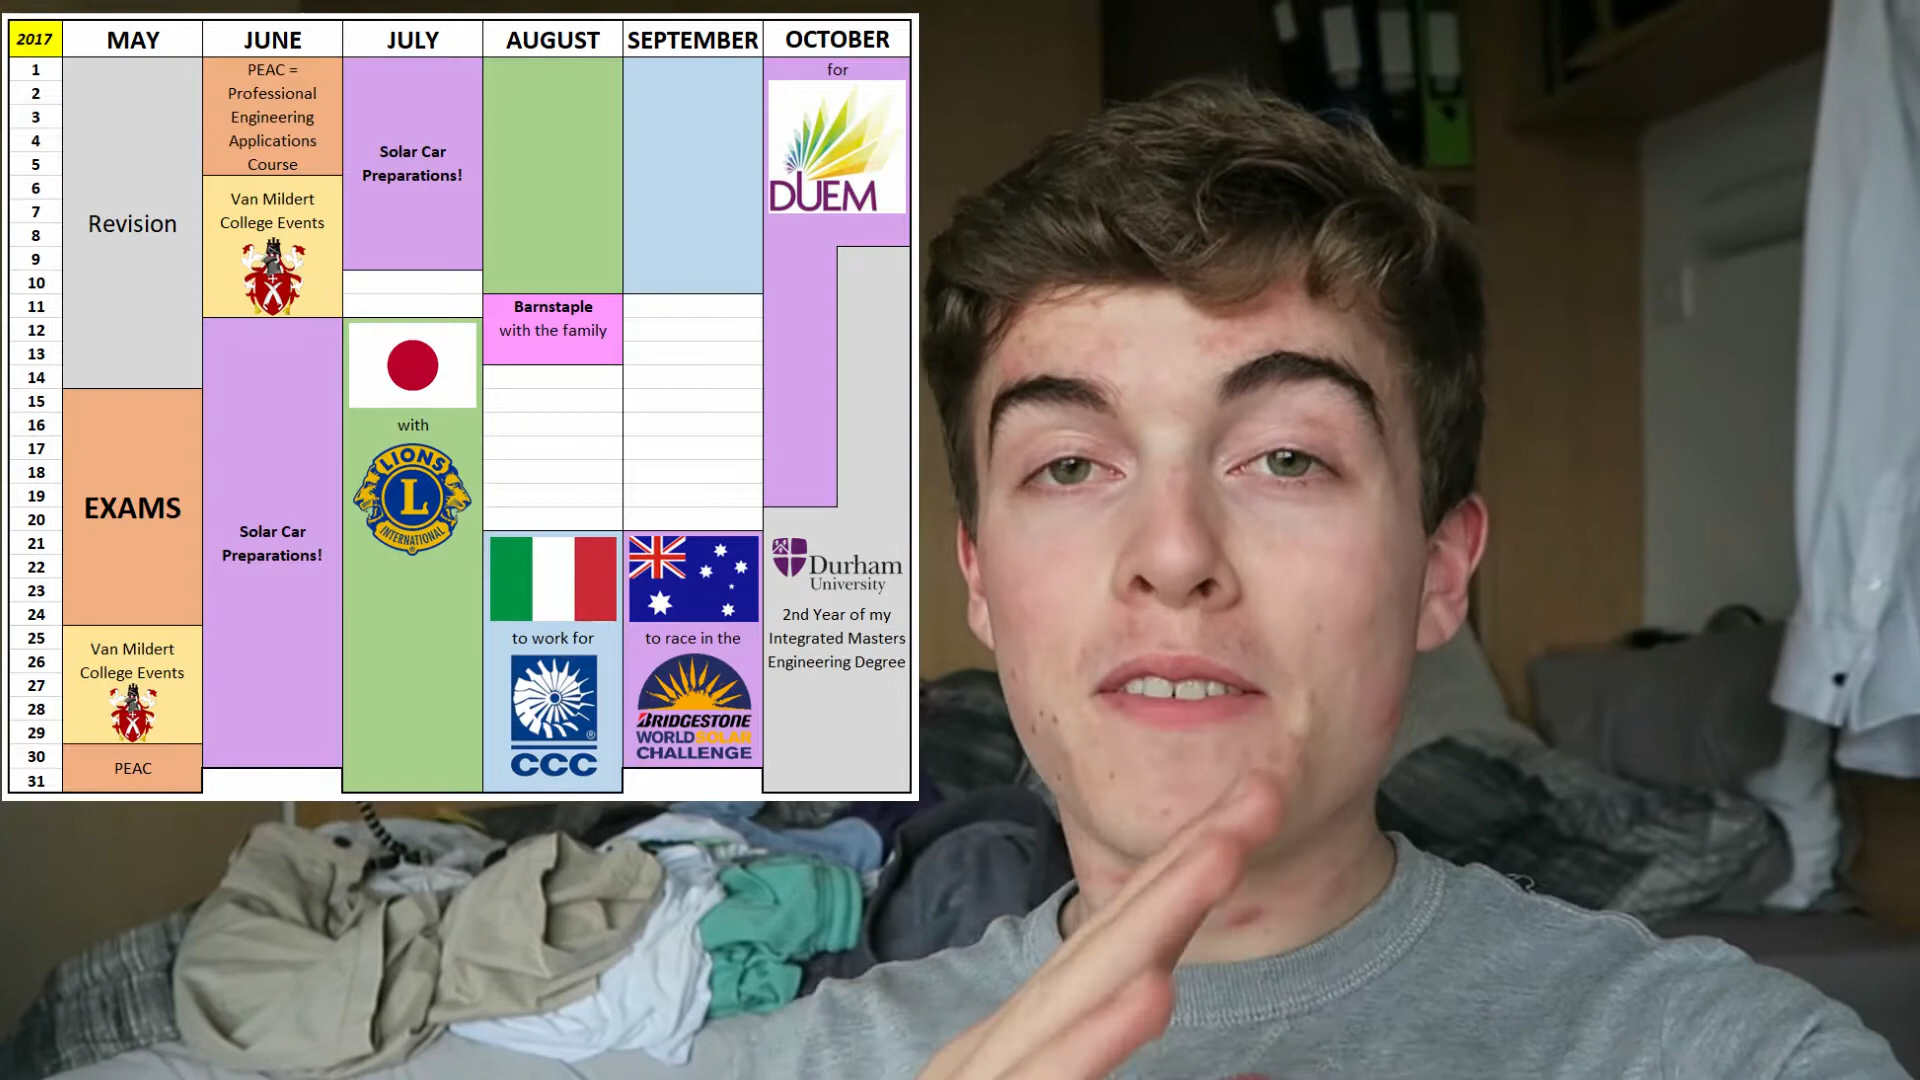 2017 MAY JUNE JULY AUGUST SEPTEMBER OCTOBER
1
2
3
4
5
6
7
8
9
10
11
12
13
14
15
16
17
18
19
20
21
22
23
24
25
26
27
28
29
30
31
Revision
EXAMS
Van Mildert
College Events
PEAC
PEAC =
Professional
Engineering
Applications
Course
Van Mildert
College Events
Solar Car
Preparations!
Solar Car
Preparations!
with
LIONS
L
INTERNATIONAL
®
Barnstaple
with the family
to work for
®
CCC
to race in the
BRIDGESTONE
WORLD SOLAR
CHALLENGE
for
DUEM
Durham
University
2nd Year of my
Integrated Masters
Engineering Degree